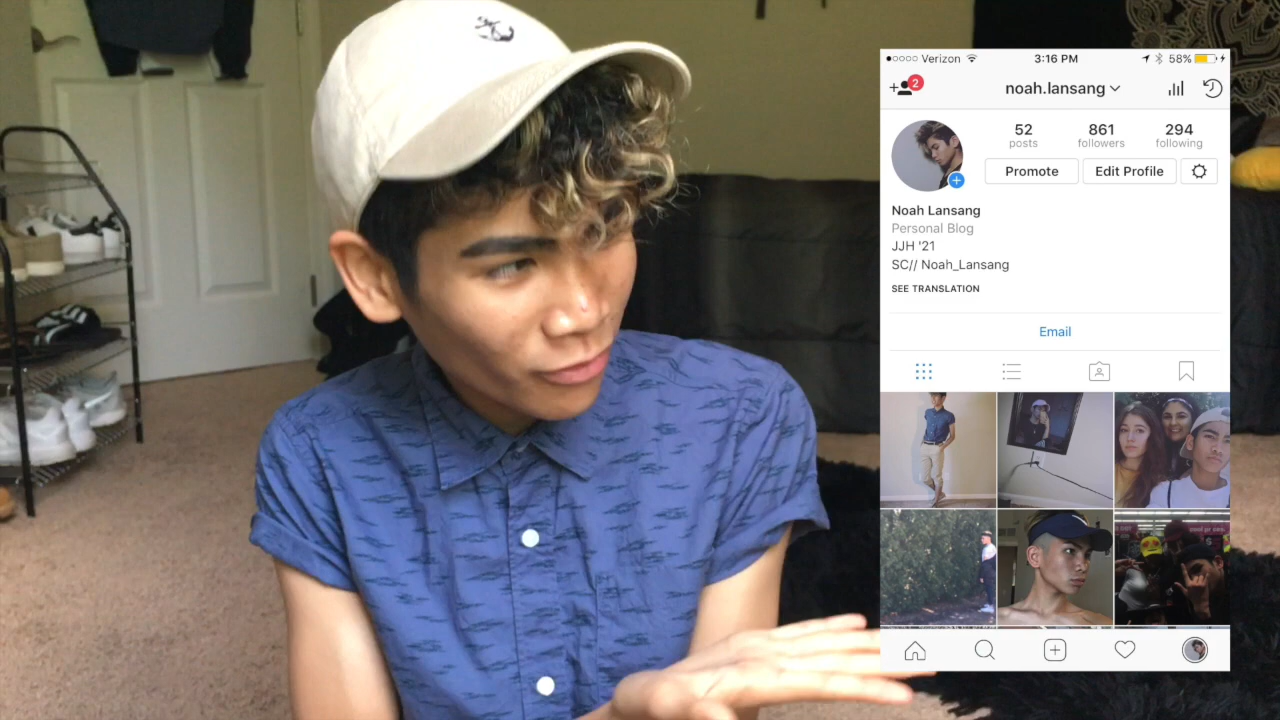 Verizon 3:16 PM 58%
2 noah.lansang
52 861 294
posts followers following
Promote Edit Profile
Noah Lansang
Personal Blog
JJH '21
SC// Noah_Lansang
SEE TRANSLATION
Email